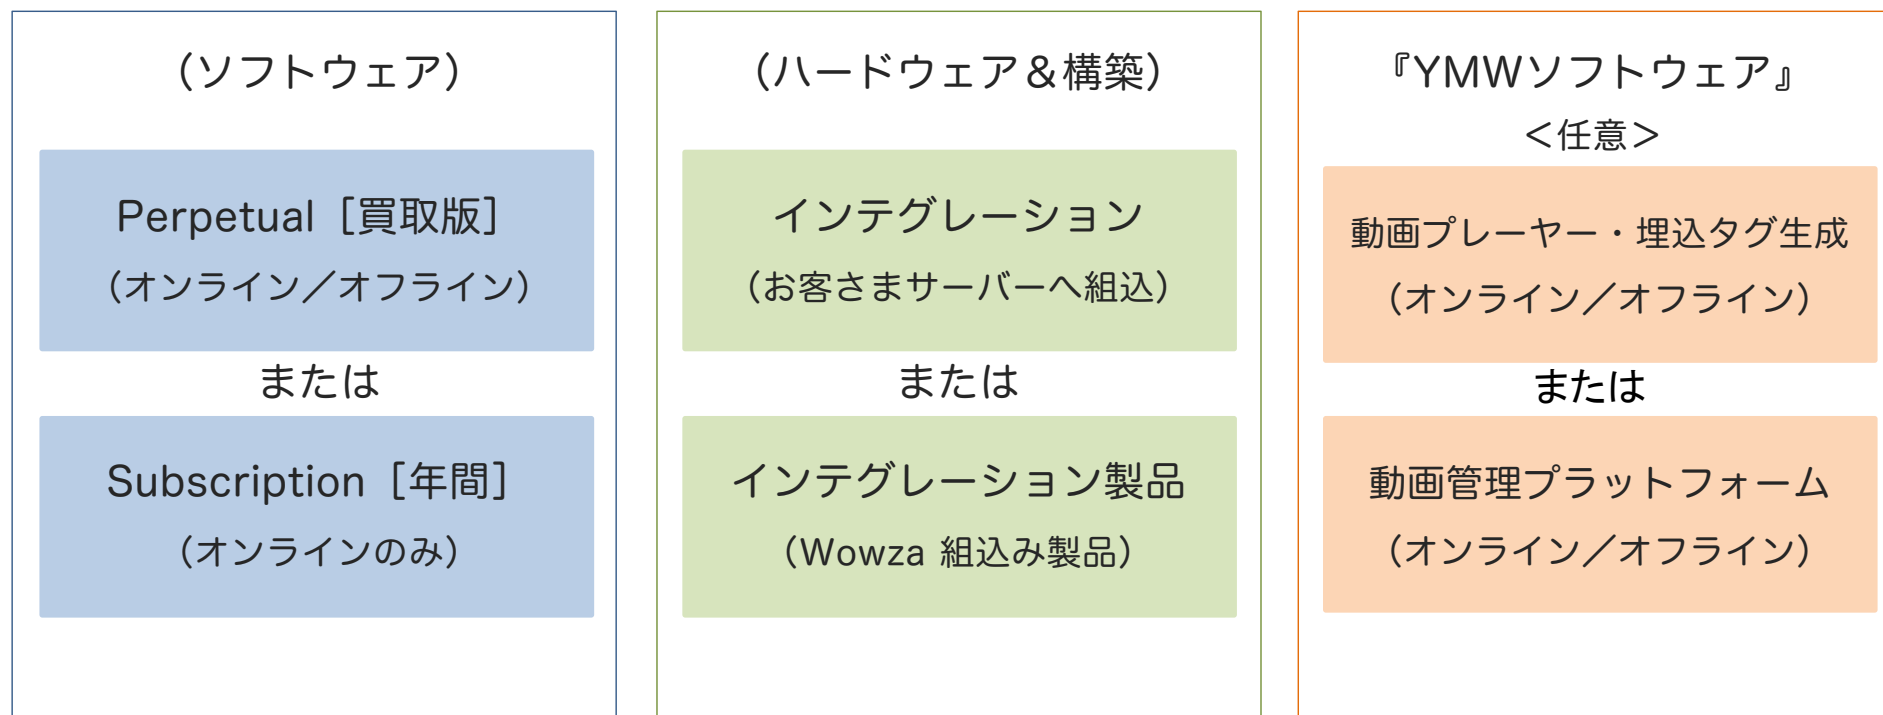 （ソフトウェア）
Perpetual［買取版］
（オンライン／オフライン）
または
Subscription［年間］
（オンラインのみ）
（ハードウェア＆構築）
インテグレーション
（お客さまサーバーへ組込）
または
インテグレーション製品
（Wowza 組込み製品）
『YMWソフトウェア』
＜任意＞
動画プレーヤー・埋込タグ生成
（オンライン／オフライン）
または
動画管理プラットフォーム
（オンライン／オフライン）